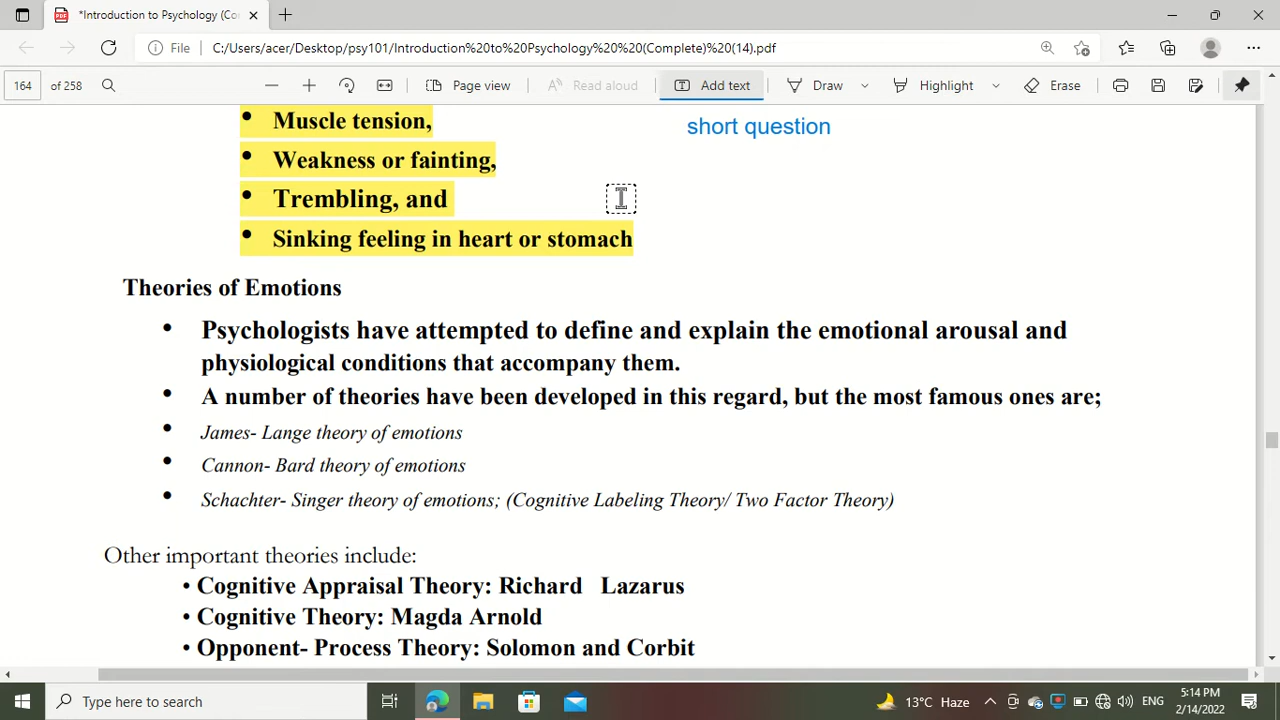 *Introduction to Psychology (Co
File
C:/Users/acer/Desktop/psy101/Introduction%20to%20Psychology%20%20(Complete)%20(14).pdf
164 of 258
Page view
Read aloud
Add text
Draw
Highlight
Erase
• Muscle tension,
short question
• Weakness or fainting,
• Trembling, and
• Sinking feeling in heart or stomach
Theories of Emotions
• Psychologists have attempted to define and explain the emotional arousal and
physiological conditions that accompany them.
• A number of theories have been developed in this regard, but the most famous ones are;
• James- Lange theory of emotions
• Cannon- Bard theory of emotions
• Schachter- Singer theory of emotions; (Cognitive Labeling Theory/ Two Factor Theory)
Other important theories include:
• Cognitive Appraisal Theory: Richard Lazarus
• Cognitive Theory: Magda Arnold
• Opponent- Process Theory: Solomon and Corbit
Type here to search
13°C Haze
ENG
5:14 PM
2/14/2022